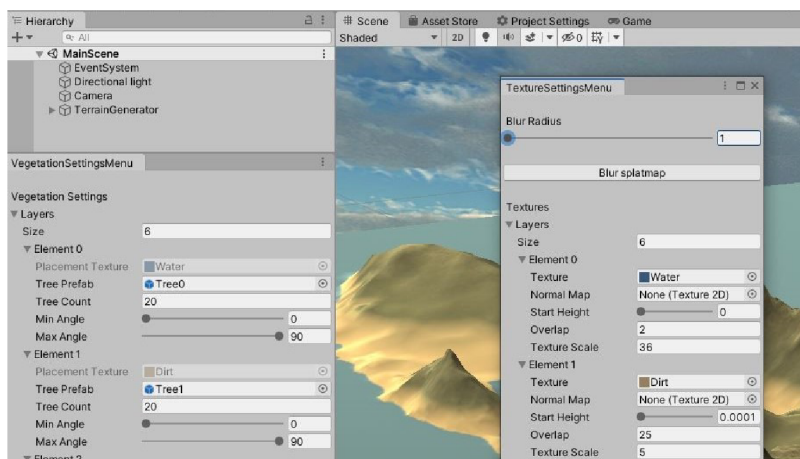 Hierarchy
All
MainScene
EventSystem
Directional light
Camera
TerrainGenerator
VegetationSettingsMenu
Vegetation Settings
Layers
Size 6
Element 0
Placement Texture Water
Tree Prefab Tree0
Tree Count 20
Min Angle 0
Max Angle 90
Element 1
Placement Texture Dirt
Tree Prefab Tree1
Tree Count 20
Min Angle 0
Max Angle 90
Element 2
Scene Asset Store Project Settings Game
Shaded 2D 0
TextureSettingsMenu
Blur Radius
1
Blur splatmap
Textures
Layers
Size 6
Element 0
Texture Water
Normal Map None (Texture 2D)
Start Height 0
Overlap 2
Texture Scale 36
Element 1
Texture Dirt
Normal Map None (Texture 2D)
Start Height 0.0001
Overlap 25
Texture Scale 5